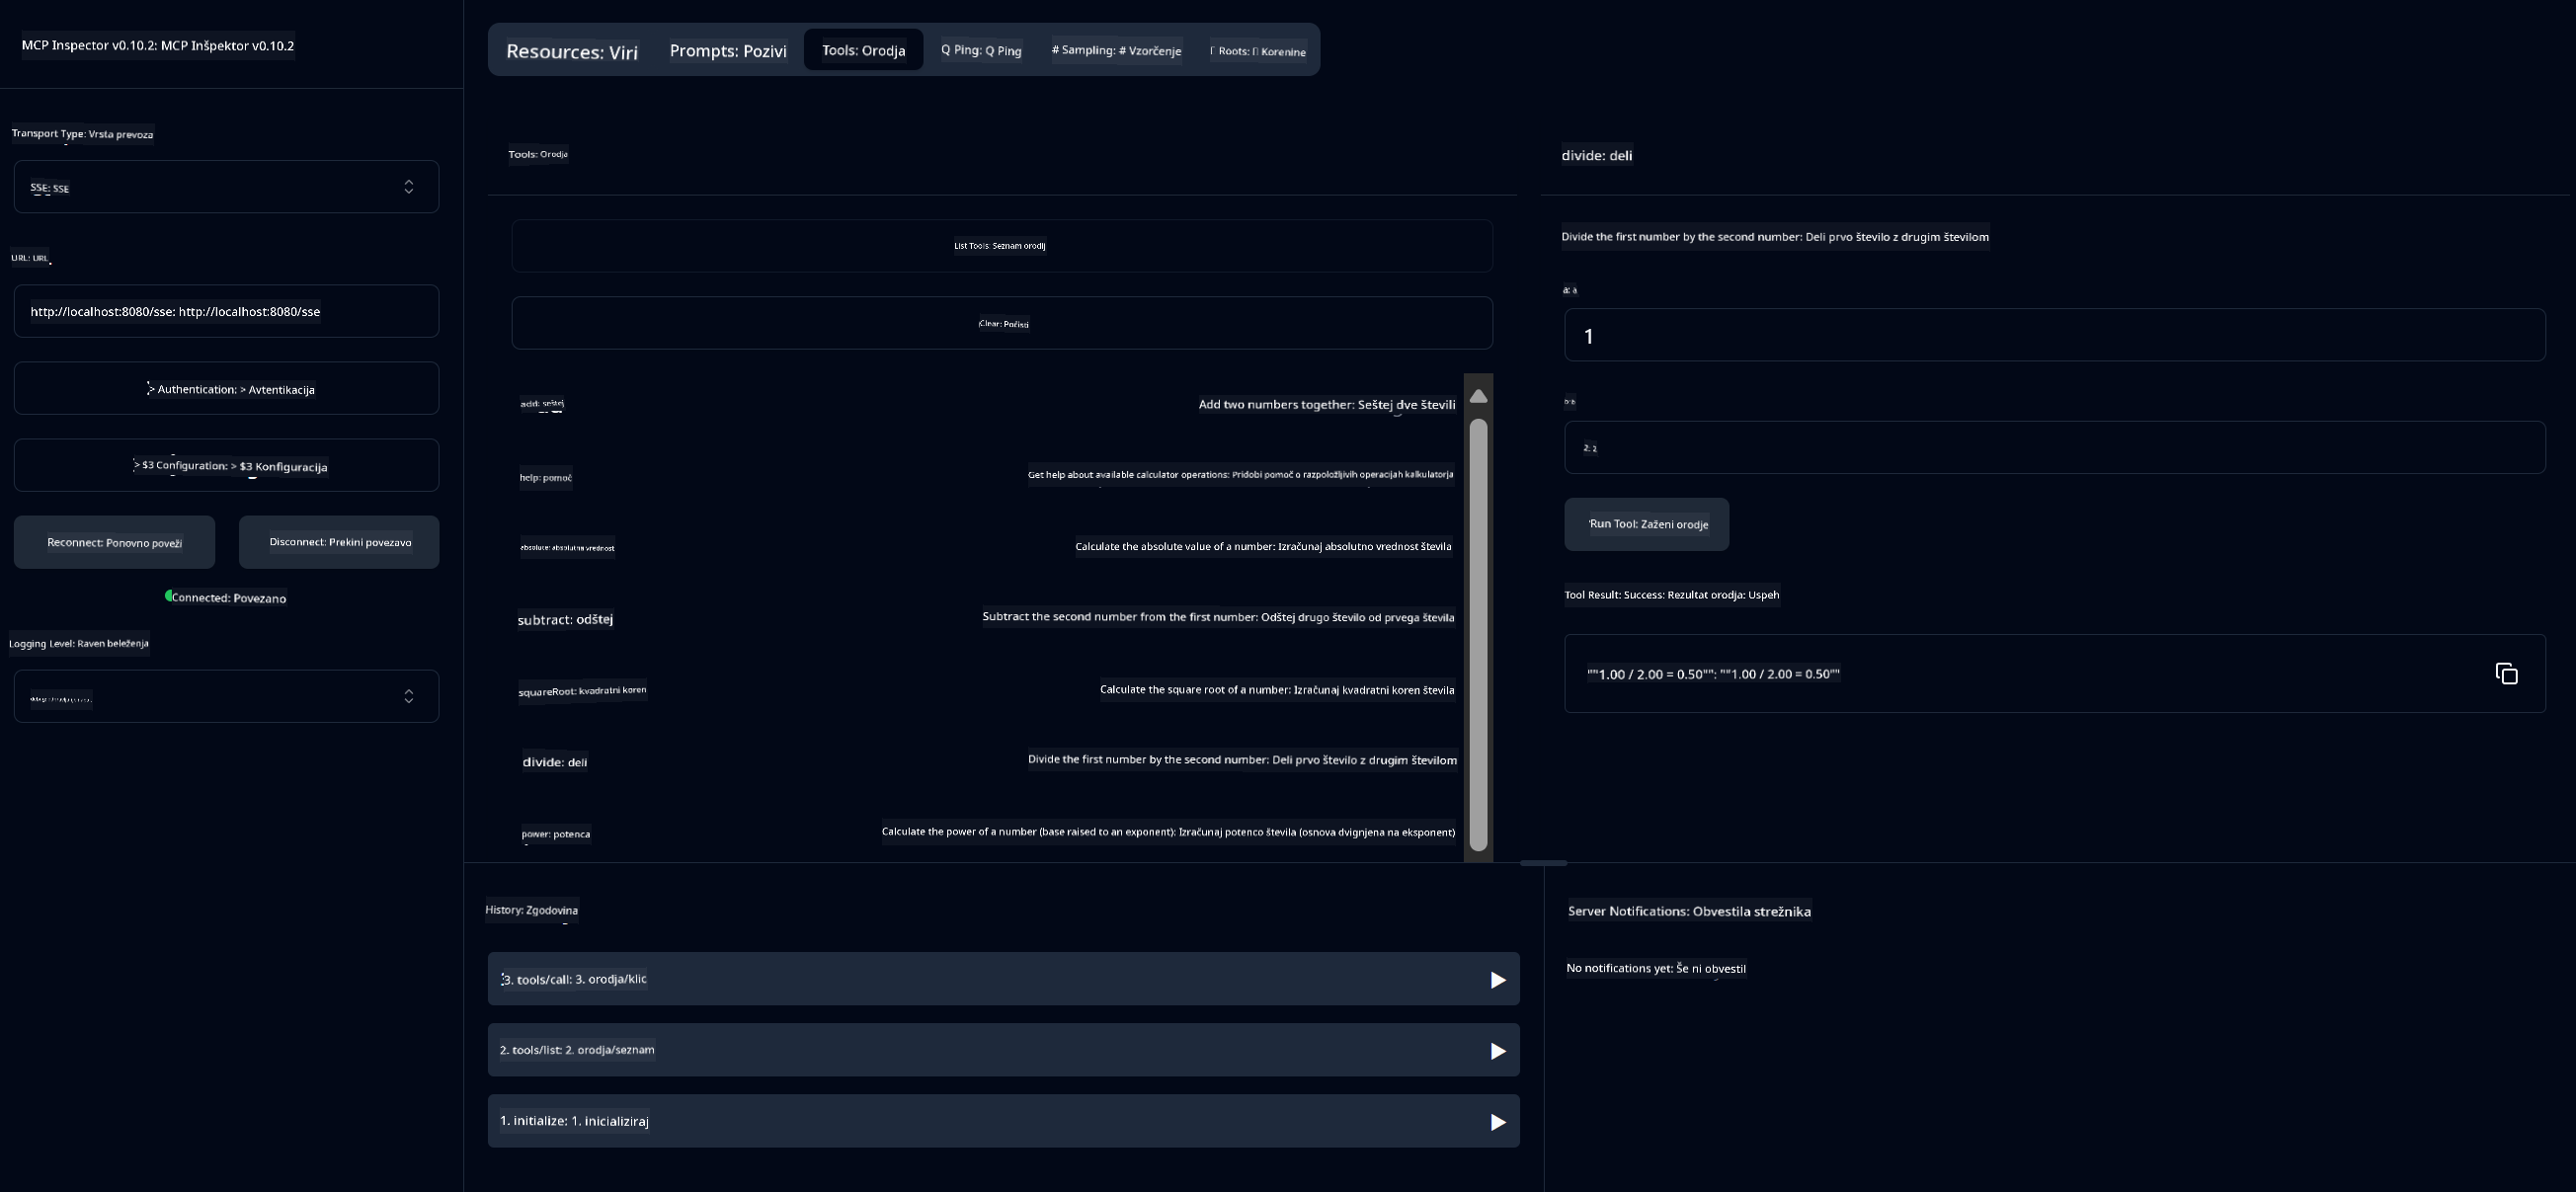 MCP Inspector v0.10.2: MCP Inšpektor v0.10.2
Transport Type: Vrsta prevoza
SSE: SSE
URL: URL
http://localhost:8080/sse: http://localhost:8080/sse
> Authentication: > Avtentikacija
> $3 Configuration: > $3 Konfiguracija
Reconnect: Ponovno poveži
Disconnect: Prekini povezavo
Connected: Povezano
Logging Level: Raven beleženja
Resources: Viri
Prompts: Pozivi
Tools: Orodja
Q Ping: Q Ping
# Sampling: # Vzorčenje
Roots: Korenine
Tools: Orodja
List Tools: Seznam orodij
Clear: Počisti
add: seštej
Add two numbers together: Seštej dve števili
help: pomoč
Get help about available calculator operations: Pridobi pomoč o razpoložljivih operacijah kalkulatorja
absolute: absolutna vrednost
Calculate the absolute value of a number: Izračunaj absolutno vrednost števila
subtract: odštej
Subtract the second number from the first number: Odštej drugo število od prvega števila
squareRoot: kvadratni koren
Calculate the square root of a number: Izračunaj kvadratni koren števila
divide: deli
Divide the first number by the second number: Deli prvo število z drugim številom
power: potenca
Calculate the power of a number (base raised to an exponent): Izračunaj potenco števila (osnova dvignjena na eksponent)
divide: deli
Divide the first number by the second number: Deli prvo število z drugim številom
a: a
1
2: 2
Run Tool: Zaženi orodje
Tool Result: Success: Rezultat orodja: Uspeh
""1.00 / 2.00 = 0.50"": ""1.00 / 2.00 = 0.50""
History: Zgodovina
3. tools/call: 3. orodja/klic
2. tools/list: 2. orodja/seznam
1. initialize: 1. inicializiraj
Server Notifications: Obvestila strežnika
No notifications yet: Še ni obvestil